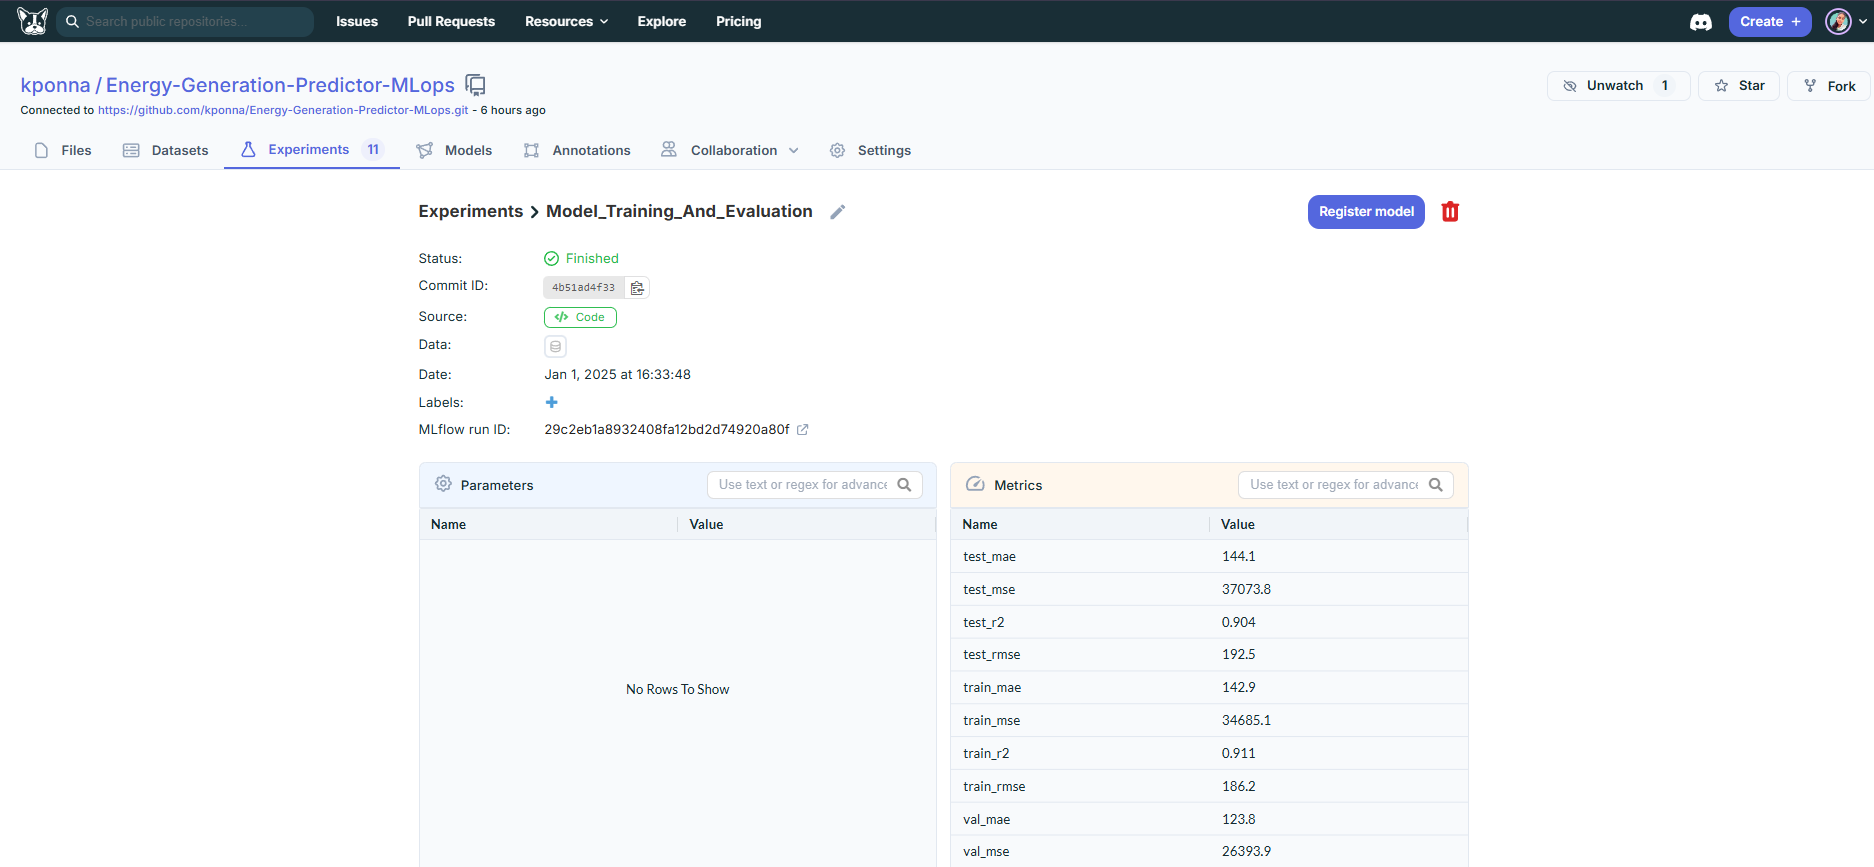 Search public repositories...
Issues
Pull Requests
Resources
Explore
Pricing
Create +
kponna / Energy-Generation-Predictor-MLops
Connected to https://github.com/kponna/Energy-Generation-Predictor-MLops.git - 6 hours ago
Unwatch 1
Star
Fork
Files
Datasets
Experiments 11
Models
Annotations
Collaboration
Settings
Experiments > Model_Training_And_Evaluation
Register model
Status: Finished
Commit ID: 4b51ad4f33
Source: </> Code
Data:
Date: Jan 1, 2025 at 16:33:48
Labels:
MLflow run ID: 29c2eb1a8932408fa12bd2d74920a80f
Parameters
Use text or regex for advance
Name Value
No Rows To Show
Metrics
Use text or regex for advance
Name Value
test_mae 144.1
test_mse 37073.8
test_r2 0.904
test_rmse 192.5
train_mae 142.9
train_mse 34685.1
train_r2 0.911
train_rmse 186.2
val_mae 123.8
val_mse 26393.9